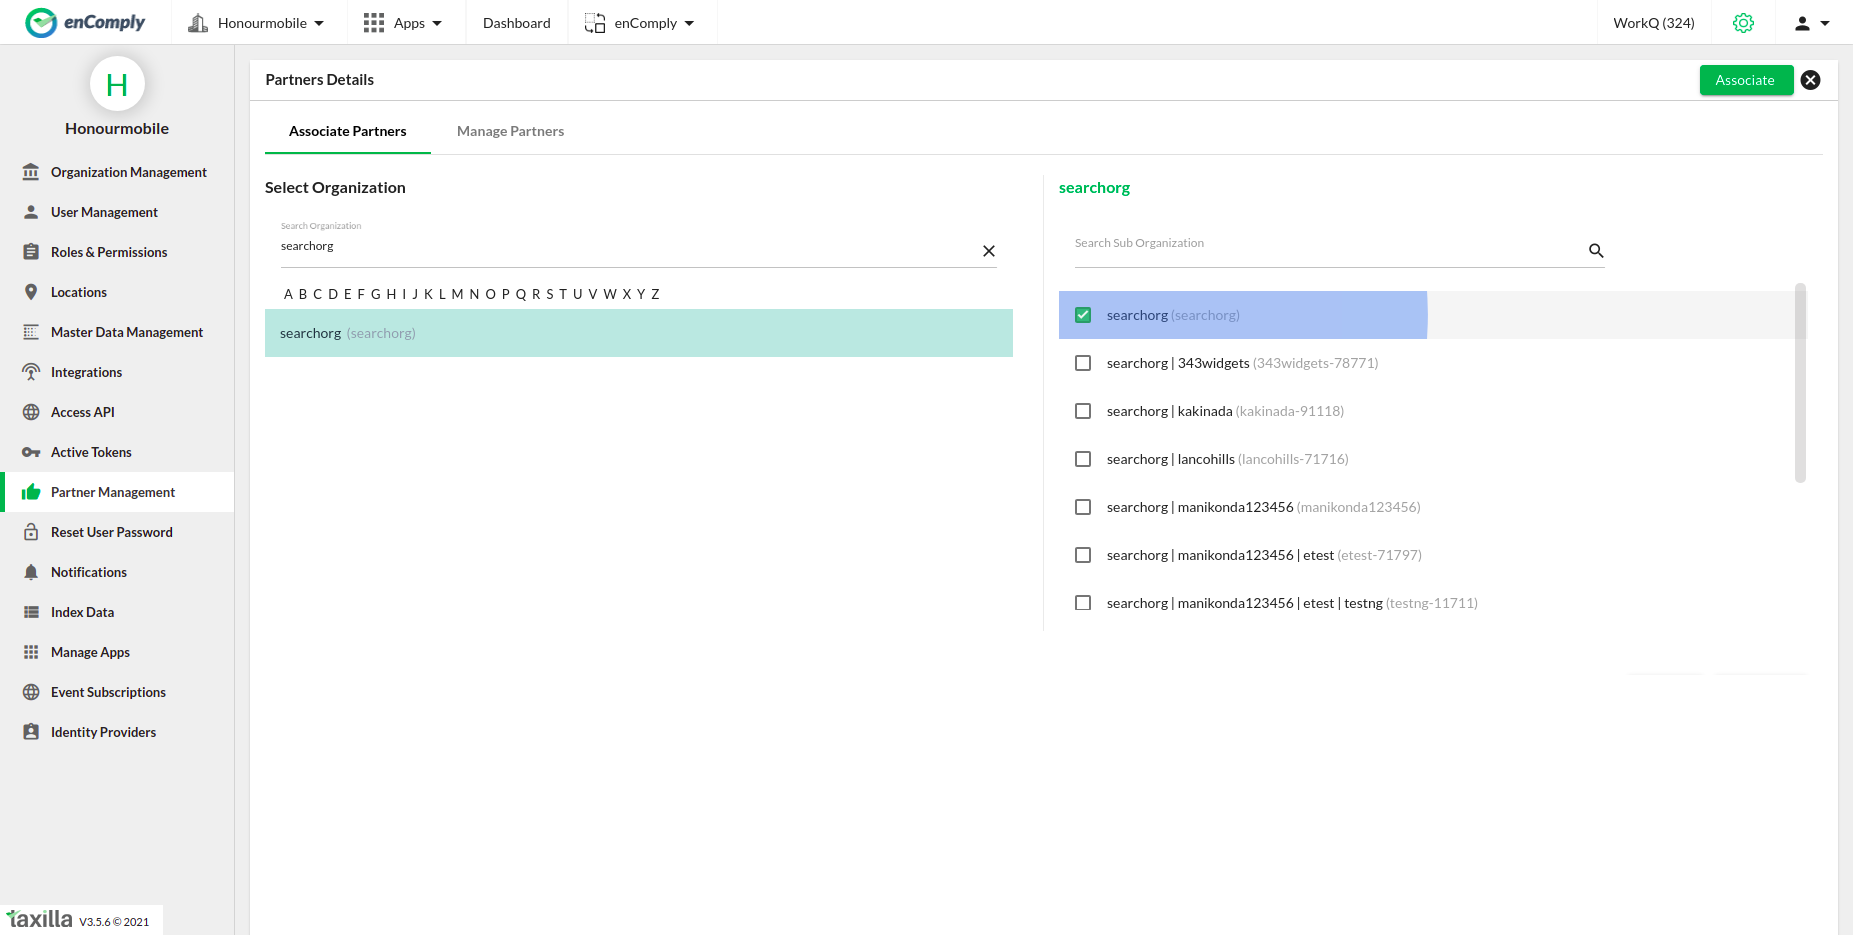 enComply
Honourmobile
Apps
Dashboard
enComply
WorkQ (324)
H
Honourmobile
Organization Management
User Management
Roles & Permissions
Locations
Master Data Management
Integrations
Access API
Active Tokens
Partner Management
Reset User Password
Notifications
Index Data
Manage Apps
Event Subscriptions
Identity Providers
taxilla V3.5.6 © 2021
Partners Details
Associate
Associate Partners
Manage Partners
Select Organization
Search Organization
searchorg
A B C D E F G H I J K L M N O P Q R S T U V W X Y Z
searchorg (searchorg)
searchorg
Search Sub Organization
searchorg (searchorg)
searchorg | 343widgets (343widgets-78771)
searchorg | kakinada (kakinada-91118)
searchorg | lancohills (lancohills-71716)
searchorg | manikonda123456 (manikonda123456)
searchorg | manikonda123456 | etest (etest-71797)
searchorg | manikonda123456 | etest | testng (testng-11711)